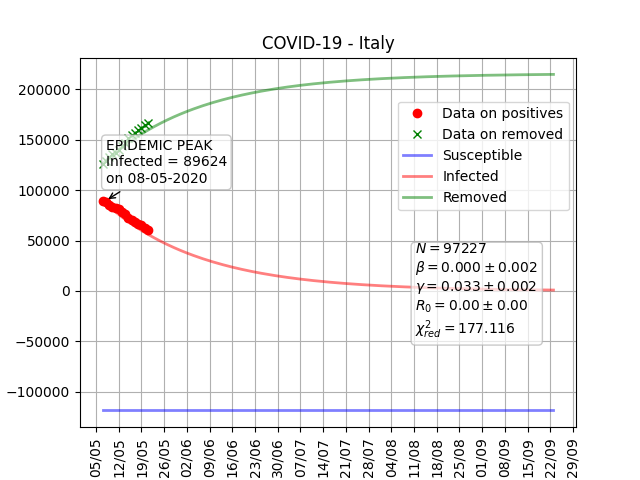 COVID-19 - Italy
200000
150000
100000
50000
0
−50000
−100000
EPIDEMIC PEAK
Infected = 89624
on 08-05-2020
Data on positives
Data on removed
Susceptible
Infected
Removed
N = 97227
β = 0.000 ± 0.002
γ = 0.033 ± 0.002
R₀ = 0.00 ± 0.00
χ²_red = 177.116
05/05
12/05
19/05
26/05
02/06
09/06
16/06
23/06
30/06
07/07
14/07
21/07
28/07
04/08
11/08
18/08
25/08
01/09
08/09
15/09
22/09
29/09